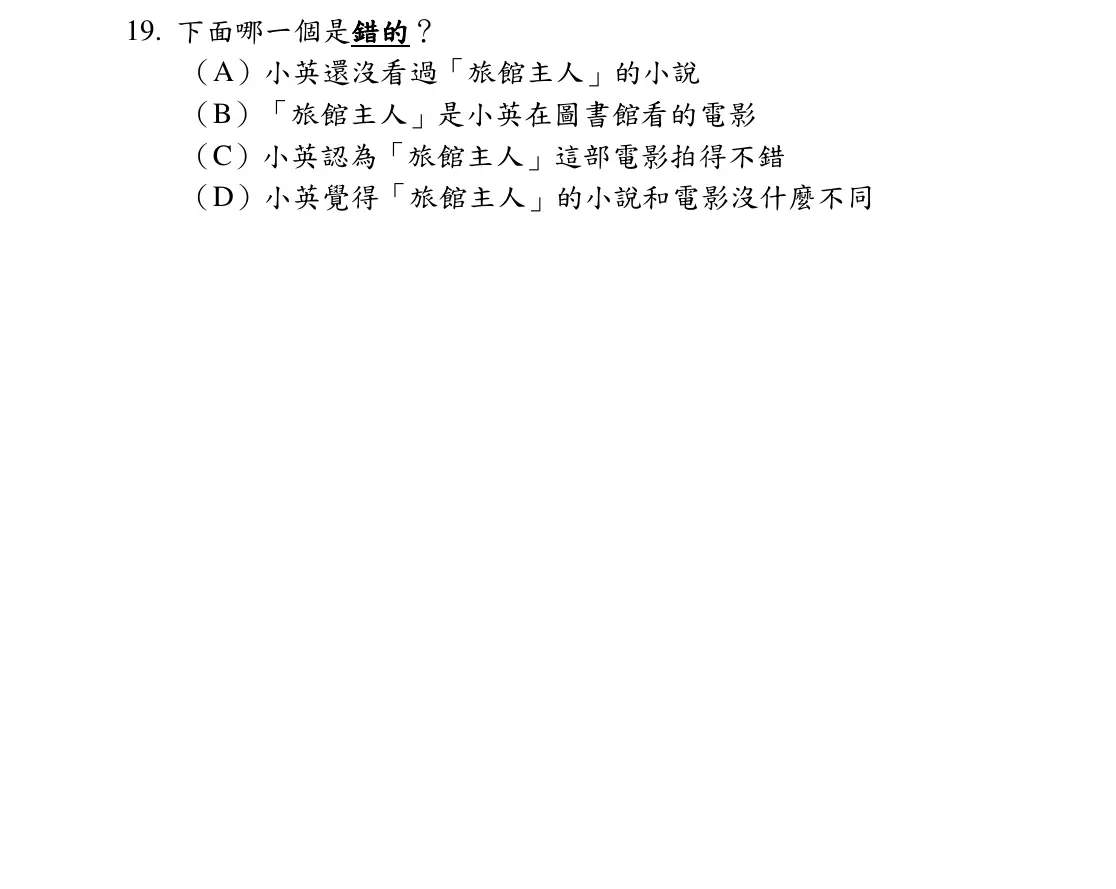 19. 下面哪一個是錯的？
（A）小英還沒看過「旅館主人」的小說
（B）「旅館主人」是小英在圖書館看的電影
（C）小英認為「旅館主人」這部電影拍得不錯
（D）小英覺得「旅館主人」的小說和電影沒什麼不同